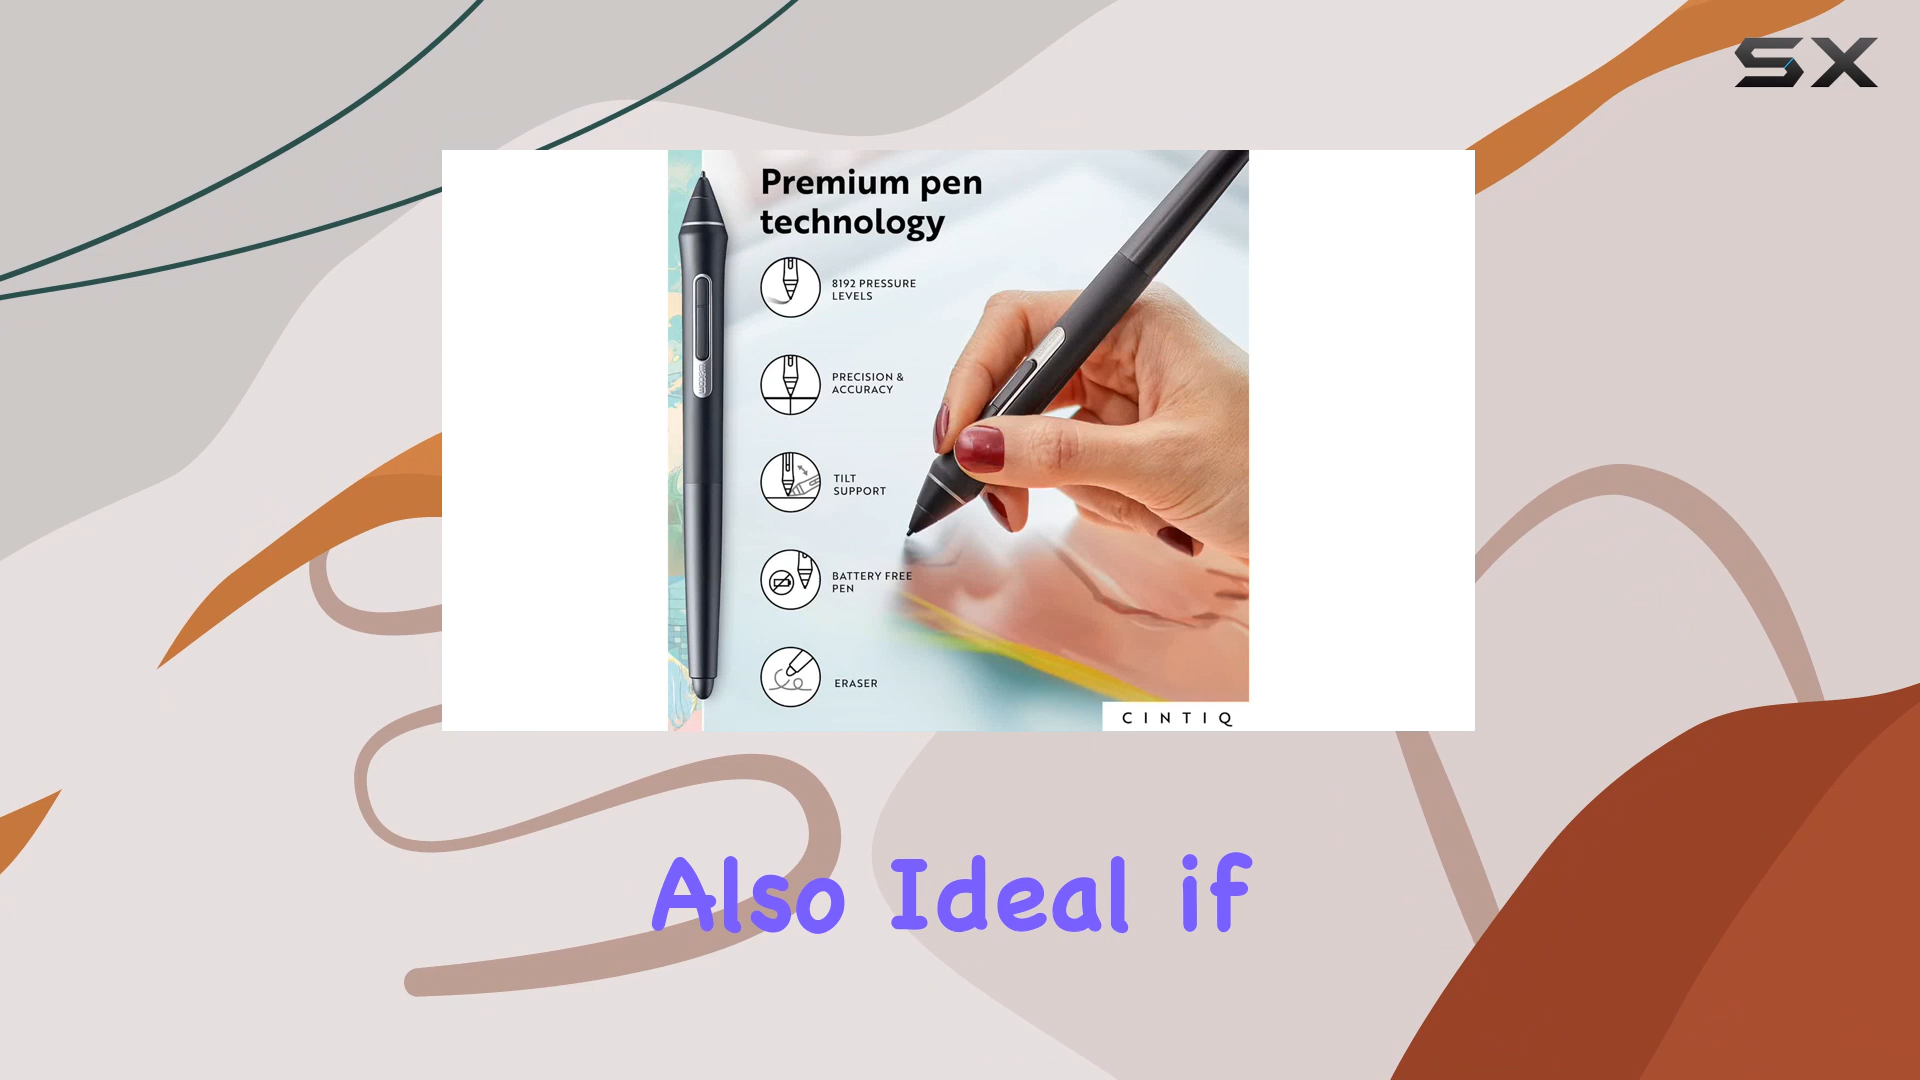 SX
Premium pen
technology
8192 PRESSURE
LEVELS
PRECISION &
ACCURACY
TILT
SUPPORT
BATTERY FREE
PEN
ERASER
wacom
CINTIQ
Also Ideal if